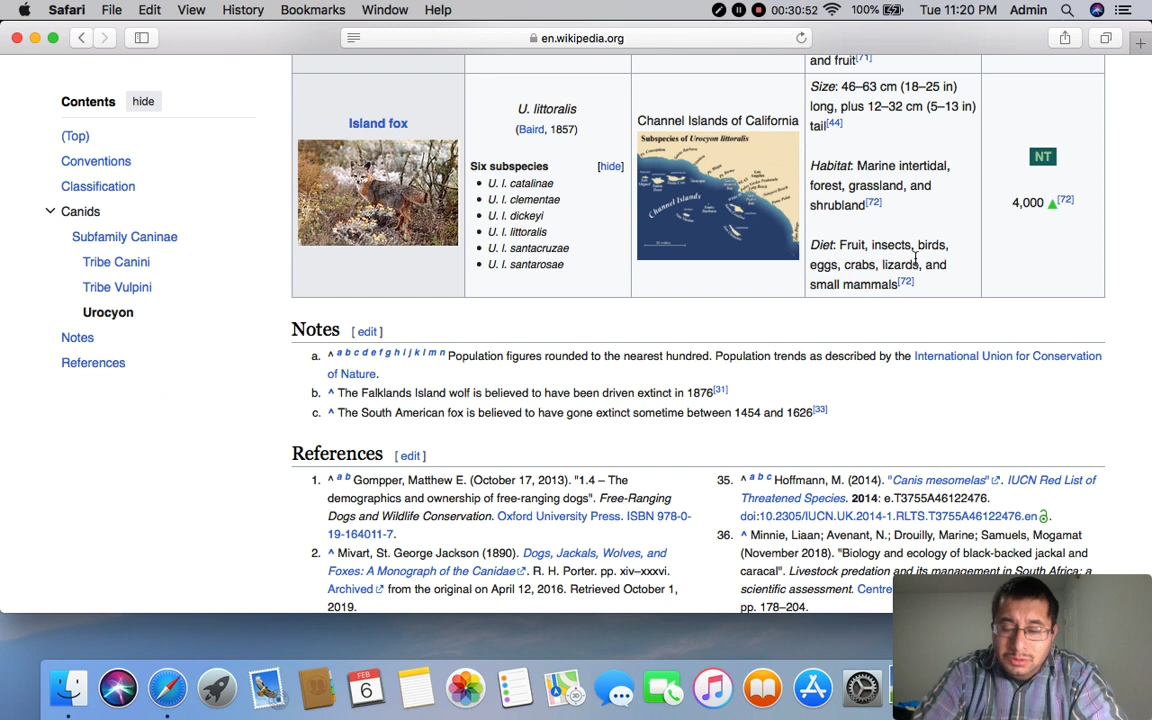 Safari File Edit View History Bookmarks Window Help 00:30:52 100% Tue 11:20 PM Admin
en.wikipedia.org
Contents hide
(Top)
Conventions
Classification
Canids
Subfamily Caninae
Tribe Canini
Tribe Vulpini
Urocyon
Notes
References
and fruit[71]
Island fox
U. littoralis
(Baird, 1857)
Six subspecies [hide]
• U. l. catalinae
• U. l. clementae
• U. l. dickeyi
• U. l. littoralis
• U. l. santacruzae
• U. l. santarosae
Channel Islands of California
Subspecies of Urocyon littoralis
Channel Islands
Size: 46–63 cm (18–25 in)
long, plus 12–32 cm (5–13 in)
tail[44]
Habitat: Marine intertidal,
forest, grassland, and
shrubland[72]
Diet: Fruit, insects, birds,
eggs, crabs, lizards, and
small mammals[72]
NT
4,000 ▲[72]
Notes [ edit ]
a. ^ a b c d e f g h i j k l m n Population figures rounded to the nearest hundred. Population trends as described by the International Union for Conservation
of Nature.
b. ^ The Falklands Island wolf is believed to have been driven extinct in 1876[31]
c. ^ The South American fox is believed to have gone extinct sometime between 1454 and 1626[33]
References [ edit ]
1. ^ a b Gompper, Matthew E. (October 17, 2013). "1.4 – The
demographics and ownership of free-ranging dogs". Free-Ranging
Dogs and Wildlife Conservation. Oxford University Press. ISBN 978-0-
19-164011-7.
2. ^ Mivart, St. George Jackson (1890). Dogs, Jackals, Wolves, and
Foxes: A Monograph of the Canidae. R. H. Porter. pp. xiv–xxxvi.
Archived from the original on April 12, 2016. Retrieved October 1,
2019.
35. ^ a b c Hoffmann, M. (2014). "Canis mesomelas". IUCN Red List of
Threatened Species. 2014: e.T3755A46122476.
doi:10.2305/IUCN.UK.2014-1.RLTS.T3755A46122476.en.
36. ^ Minnie, Liaan; Avenant, N.; Drouilly, Marine; Samuels, Mogamat
(November 2018). "Biology and ecology of black-backed jackal and
caracal". Livestock predation and its management in South Africa: a
scientific assessment. Centre
pp. 178–204.
FEB
6